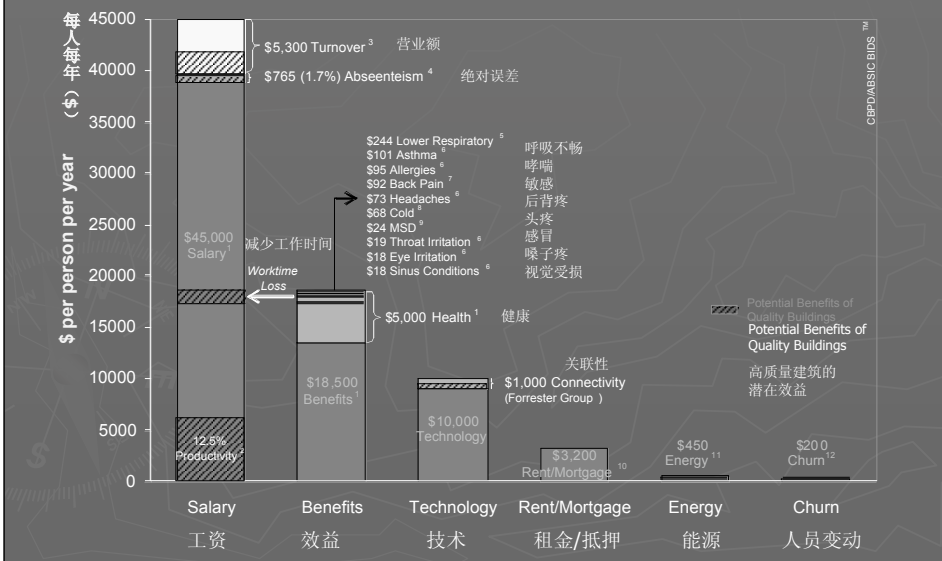 每人每年（$）
$ per person per year
45000
40000
35000
30000
25000
20000
15000
10000
5000
0
$5,300 Turnover 3 营业额
$765 (1.7%) Abseenteism 4 绝对误差
CBPD/ABSIC BIDS TM
$244 Lower Respiratory 5 呼吸不畅
$101 Asthma 6 哮喘
$95 Allergies 6 敏感
$92 Back Pain 7 后背疼
$73 Headaches 6 头疼
$68 Cold 8 感冒
$24 MSD 9
$19 Throat Irritation 6 嗓子疼
$18 Eye Irritation 6 视觉受损
$18 Sinus Conditions 6
$45,000
Salary1
减少工作时间
Worktime
Loss
$5,000 Health 1 健康
Potential Benefits of
Quality Buildings
Potential Benefits of
Quality Buildings
高质量建筑的
潜在效益
$18,500
Benefits1
关联性
$1,000 Connectivity
(Forrester Group )
$10,000
Technology
12.5%
Productivity 2
$3,200
Rent/Mortgage 10
$450
Energy 11
$200
Churn12
Salary
Benefits
Technology
Rent/Mortgage
Energy
Churn
工资
效益
技术
租金/抵押
能源
人员变动